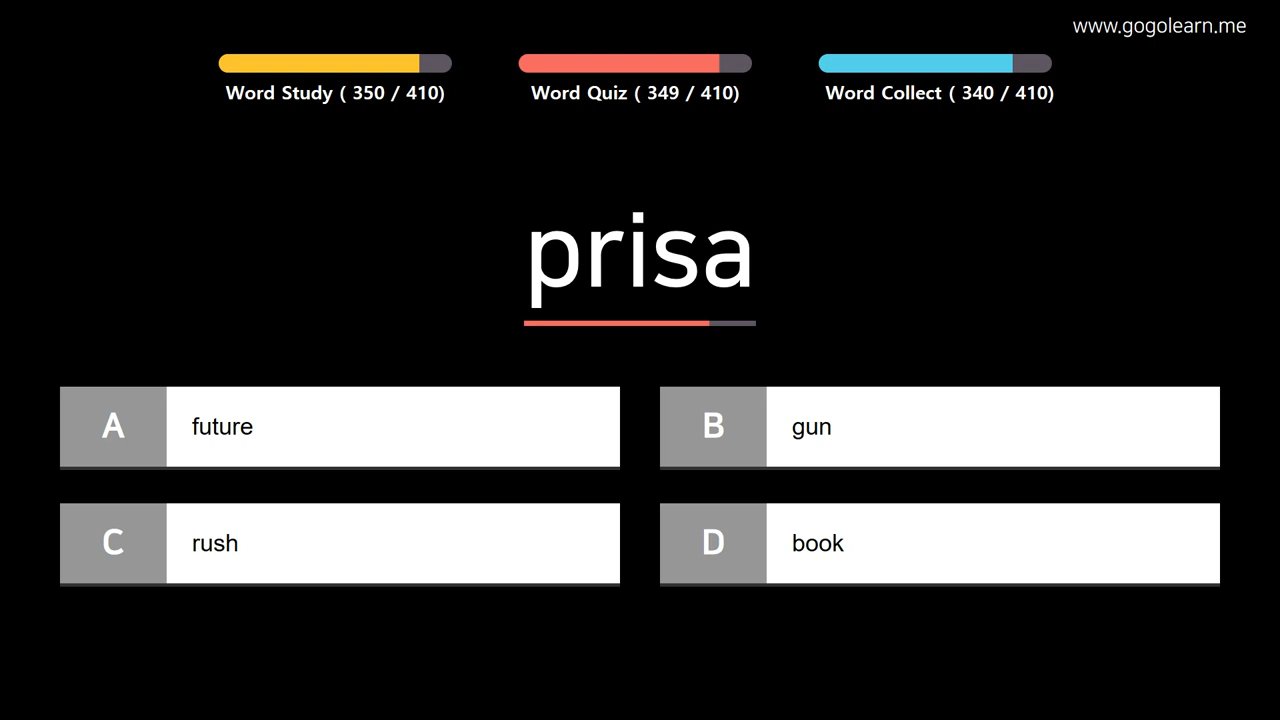 www.gogolearn.me
Word Study ( 350 / 410)
Word Quiz ( 349 / 410)
Word Collect ( 340 / 410)
prisa
A future
B gun
C rush
D book